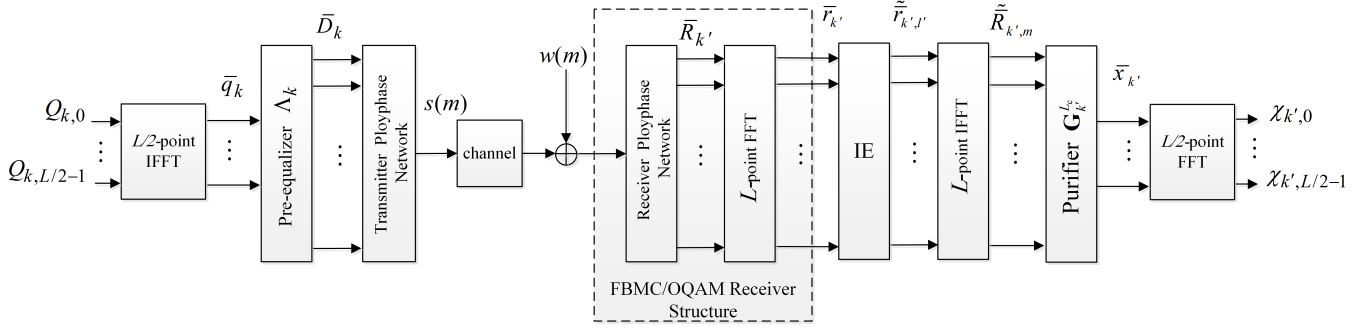 Q_{k,0}
⋮
Q_{k,L/2−1}
L/2-point
IFFT
q̄_k
⋮
Pre-equalizer Λ_k
D̄_k
⋮
Transmitter Ployphase
Network
s(m)
channel
w(m)
Receiver Ployphase
Network
R̄_{k'}
⋮
L-point FFT
⋮
FBMC/OQAM Receiver
Structure
r̄_{k'}
IE
r̄̃_{k',l'}
⋮
L-point IFFT
R̄̃_{k',m}
⋮
Purifier G_{k'}^{L_c}
x̄_{k'}
⋮
L/2-point
FFT
χ_{k',0}
⋮
χ_{k',L/2−1}